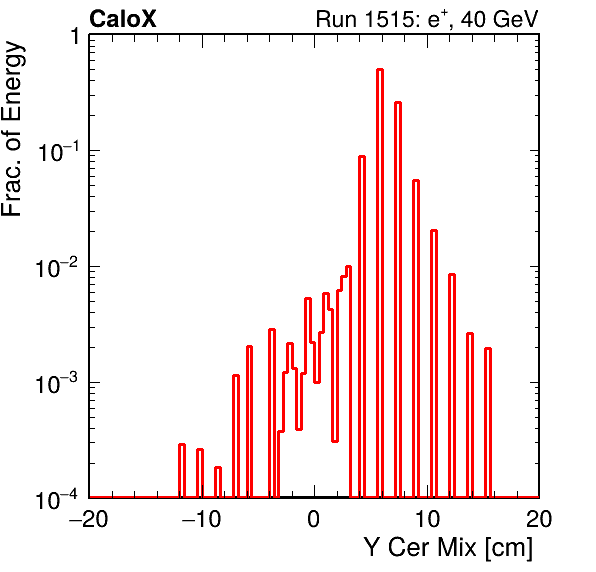 CaloX Run 1515: e⁺, 40 GeV
Frac. of Energy
1
10⁻¹
10⁻²
10⁻³
10⁻⁴
−20 −10 0 10 20
Y Cer Mix [cm]